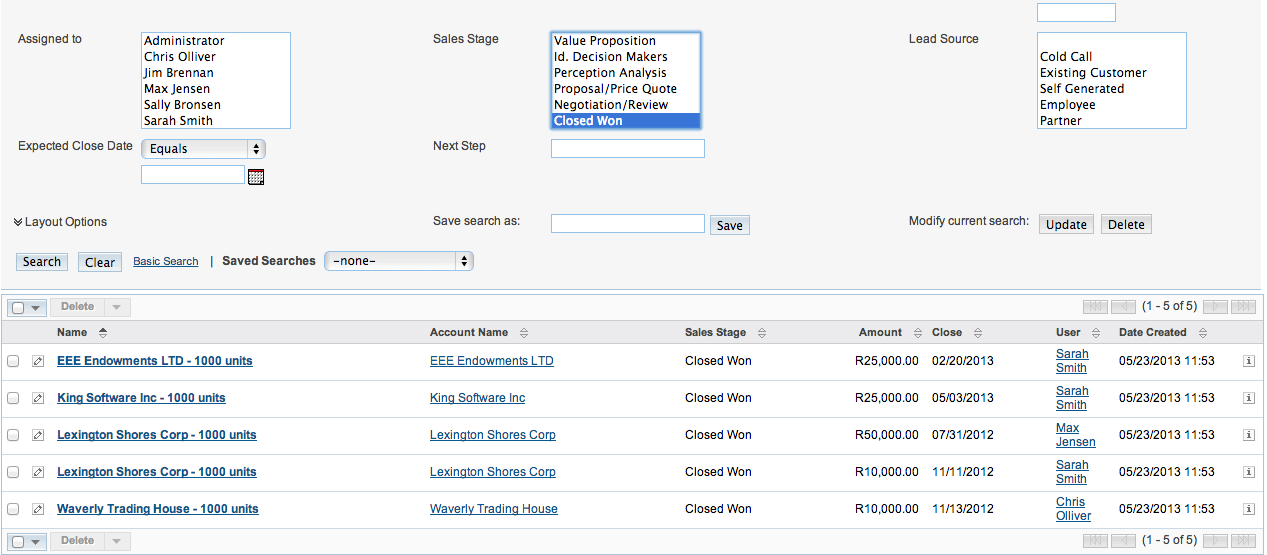 Assigned to
Administrator
Chris Olliver
Jim Brennan
Max Jensen
Sally Bronsen
Sarah Smith
Sales Stage
Value Proposition
Id. Decision Makers
Perception Analysis
Proposal/Price Quote
Negotiation/Review
Closed Won
Lead Source
Cold Call
Existing Customer
Self Generated
Employee
Partner
Expected Close Date
Equals
Next Step
Layout Options
Save search as:
Save
Modify current search:
Update
Delete
Search
Clear
Basic Search
|
Saved Searches
-none-
Delete
(1 - 5 of 5)
Name Account Name Sales Stage Amount Close User Date Created
EEE Endowments LTD - 1000 units EEE Endowments LTD Closed Won R25,000.00 02/20/2013 Sarah Smith 05/23/2013 11:53
King Software Inc - 1000 units King Software Inc Closed Won R25,000.00 05/03/2013 Sarah Smith 05/23/2013 11:53
Lexington Shores Corp - 1000 units Lexington Shores Corp Closed Won R50,000.00 07/31/2012 Max Jensen 05/23/2013 11:53
Lexington Shores Corp - 1000 units Lexington Shores Corp Closed Won R10,000.00 11/11/2012 Sarah Smith 05/23/2013 11:53
Waverly Trading House - 1000 units Waverly Trading House Closed Won R10,000.00 11/13/2012 Chris Olliver 05/23/2013 11:53
Delete
(1 - 5 of 5)